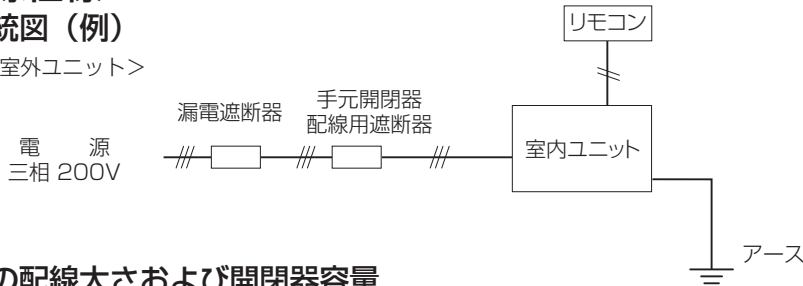 統図（例）
室外ユニット＞
リモコン
漏電遮断器
手元開閉器
配線用遮断器
電　源
三相 200V
室内ユニット
アース
の配線太さおよび開閉器容量